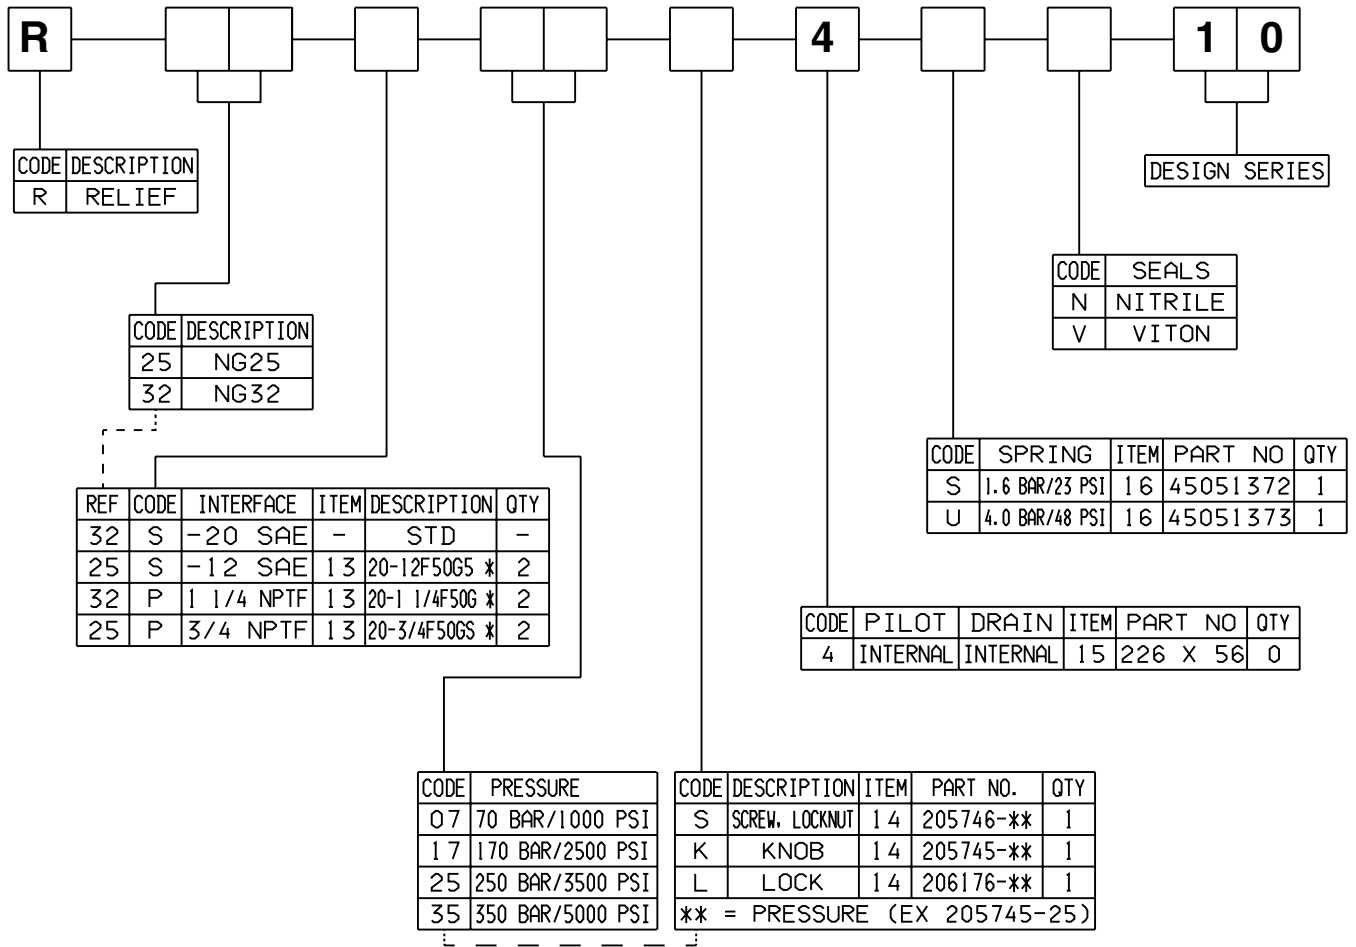 R 4 1 0
CODE DESCRIPTION
R RELIEF
DESIGN SERIES
CODE SEALS
N NITRILE
V VITON
CODE DESCRIPTION
25 NG25
32 NG32
CODE SPRING ITEM PART NO QTY
S 1.6 BAR/23 PSI 16 45051372 1
U 4.0 BAR/48 PSI 16 45051373 1
REF CODE INTERFACE ITEM DESCRIPTION QTY
32 S -20 SAE - STD -
25 S -12 SAE 13 20-12F50G5 * 2
32 P 1 1/4 NPTF 13 20-1 1/4F50G * 2
25 P 3/4 NPTF 13 20-3/4F50GS * 2
CODE PILOT DRAIN ITEM PART NO QTY
4 INTERNAL INTERNAL 15 226 X 56 0
CODE PRESSURE
07 70 BAR/1000 PSI
17 170 BAR/2500 PSI
25 250 BAR/3500 PSI
35 350 BAR/5000 PSI
CODE DESCRIPTION ITEM PART NO. QTY
S SCREW, LOCKNUT 14 205746-** 1
K KNOB 14 205745-** 1
L LOCK 14 206176-** 1
** = PRESSURE (EX 205745-25)